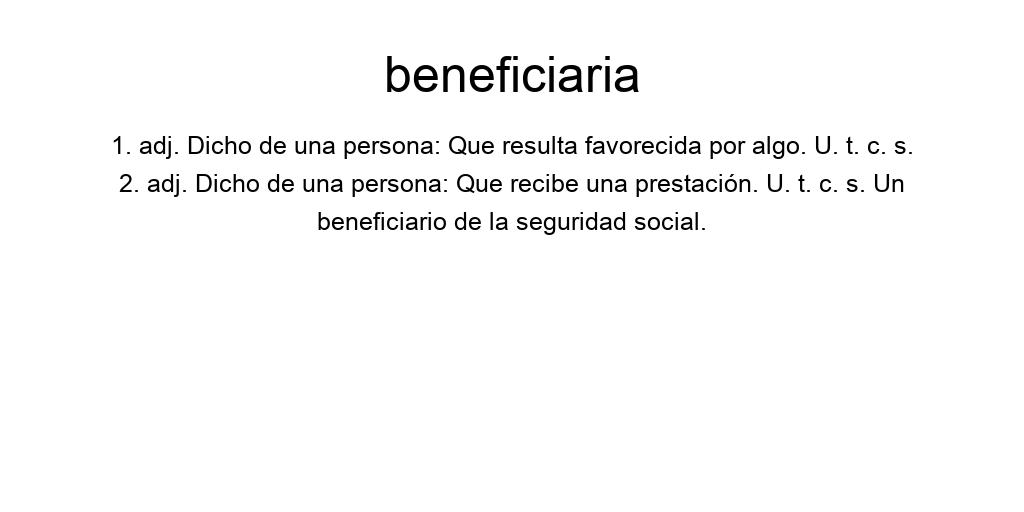 beneficiaria
1. adj. Dicho de una persona: Que resulta favorecida por algo. U. t. c. s.
2. adj. Dicho de una persona: Que recibe una prestación. U. t. c. s. Un
beneficiario de la seguridad social.